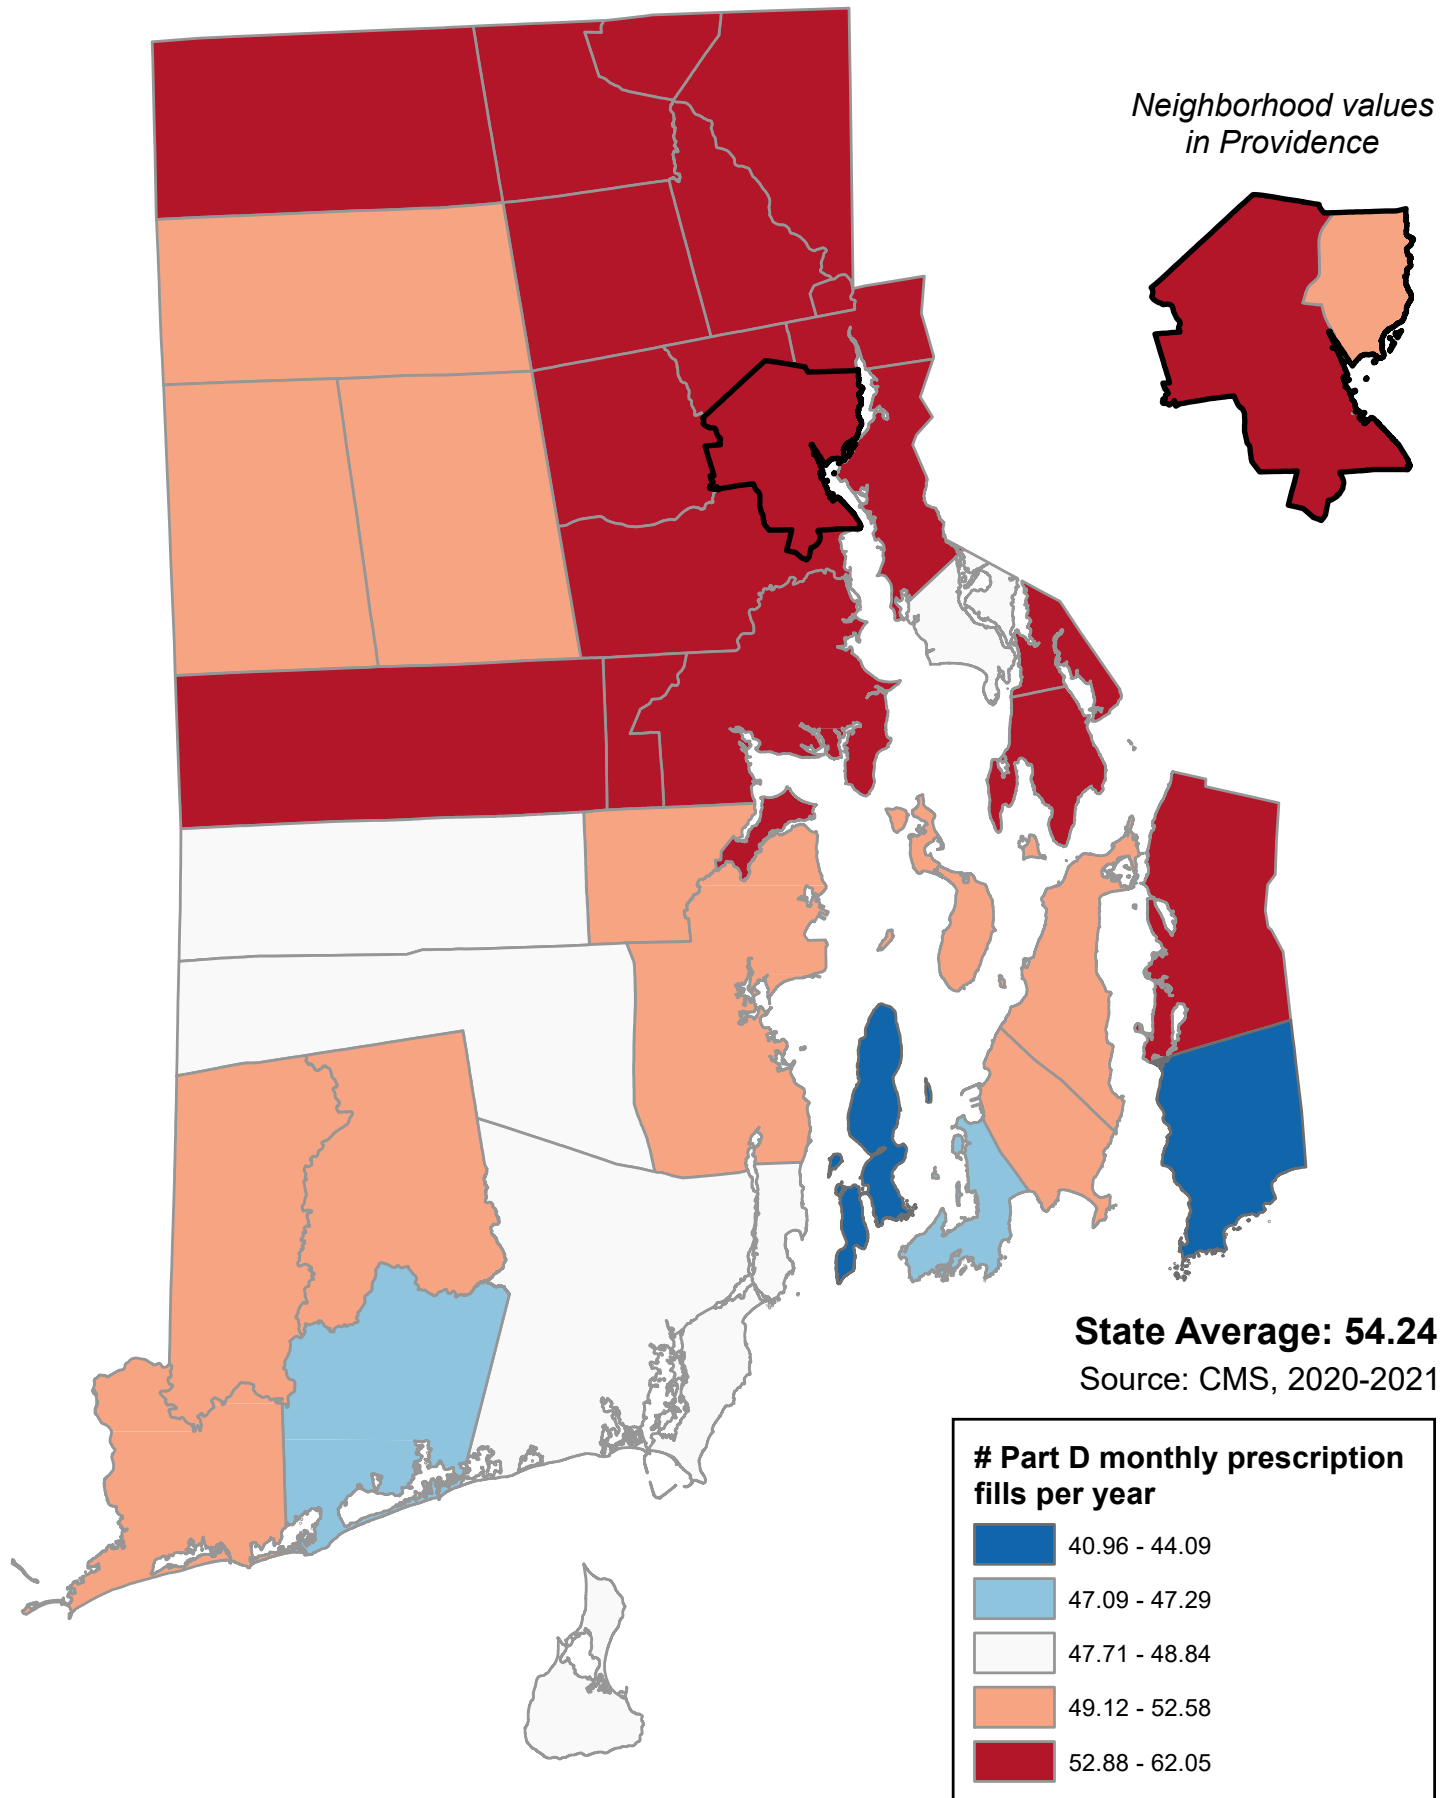 Neighborhood values
in Providence
State Average: 54.24
Source: CMS, 2020-2021
# Part D monthly prescription
fills per year
40.96 - 44.09
47.09 - 47.29
47.71 - 48.84
49.12 - 52.58
52.88 - 62.05